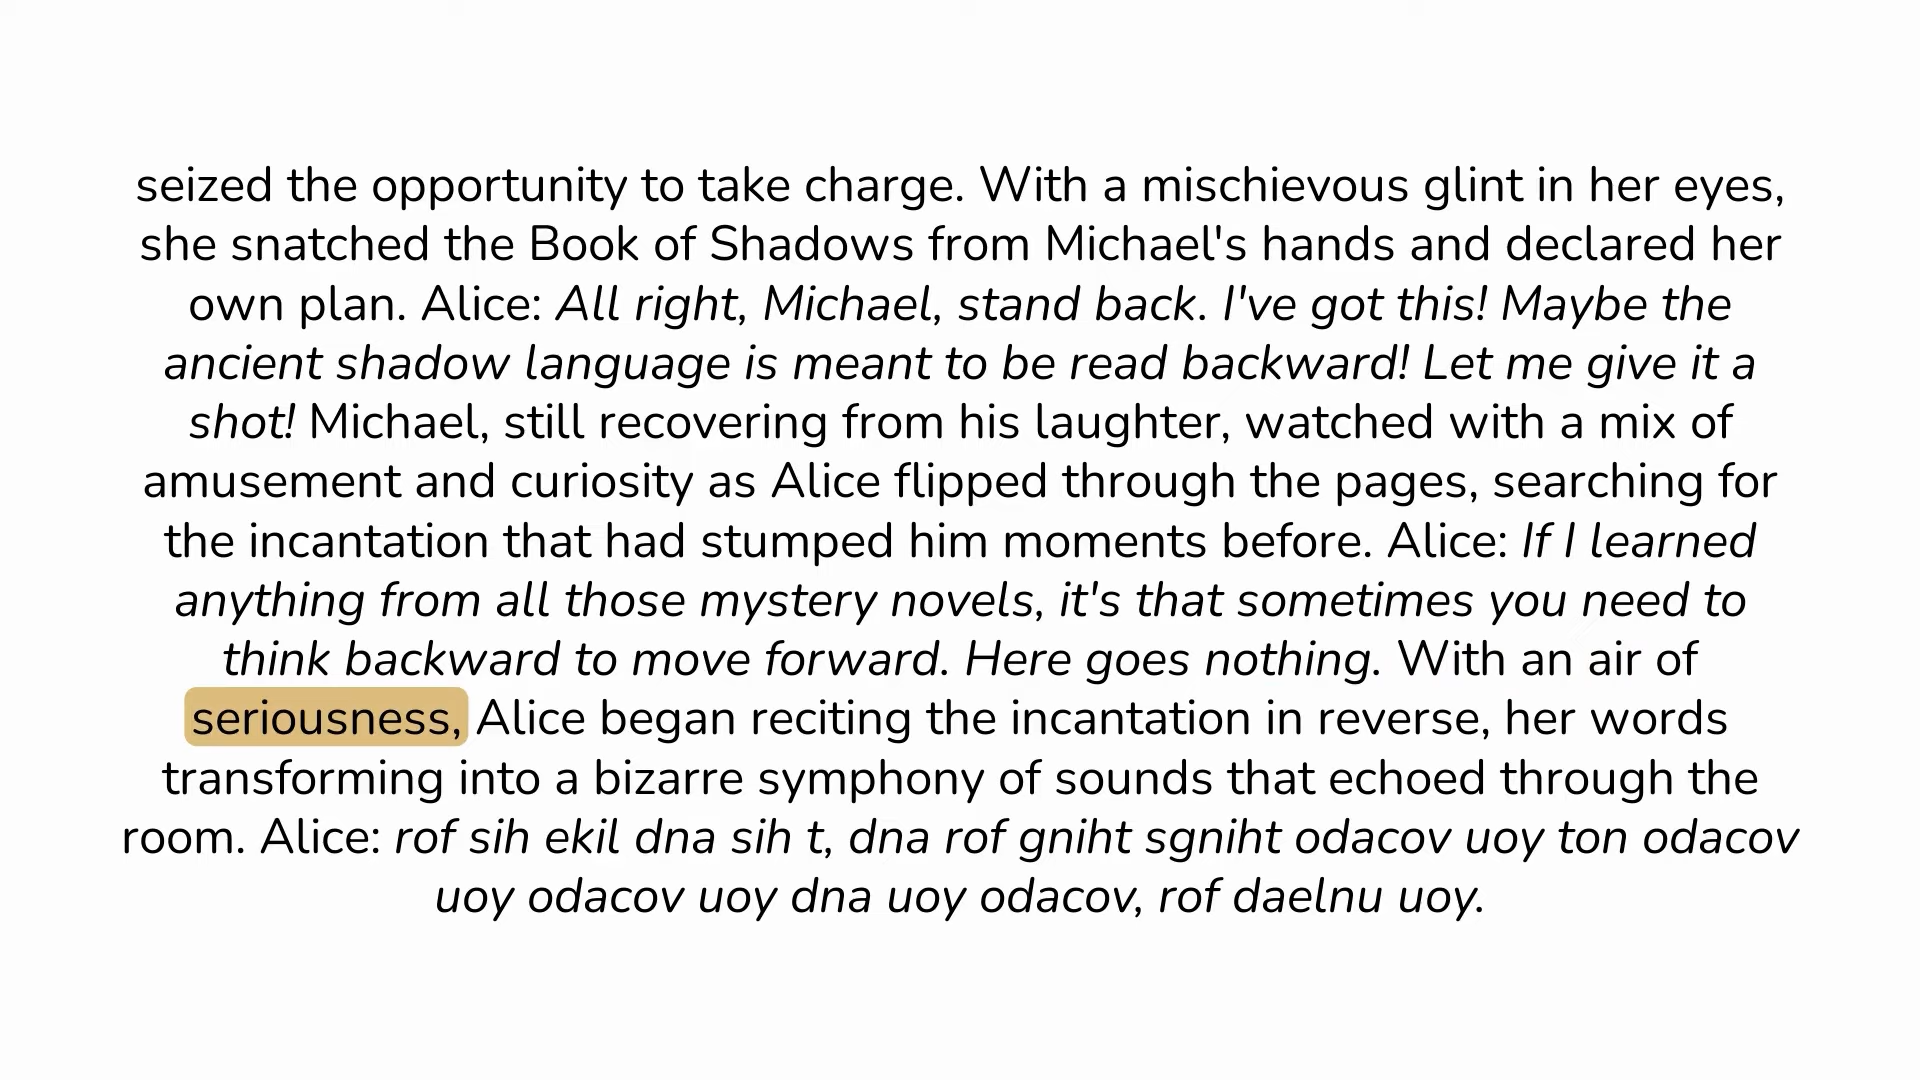 seized the opportunity to take charge. With a mischievous glint in her eyes,
she snatched the Book of Shadows from Michael's hands and declared her
own plan. Alice: All right, Michael, stand back. I've got this! Maybe the
ancient shadow language is meant to be read backward! Let me give it a
shot! Michael, still recovering from his laughter, watched with a mix of
amusement and curiosity as Alice flipped through the pages, searching for
the incantation that had stumped him moments before. Alice: If I learned
anything from all those mystery novels, it's that sometimes you need to
think backward to move forward. Here goes nothing. With an air of
seriousness, Alice began reciting the incantation in reverse, her words
transforming into a bizarre symphony of sounds that echoed through the
room. Alice: rof sih ekil dna sih t, dna rof gniht sgniht odacov uoy ton odacov
uoy odacov uoy dna uoy odacov, rof daelnu uoy.